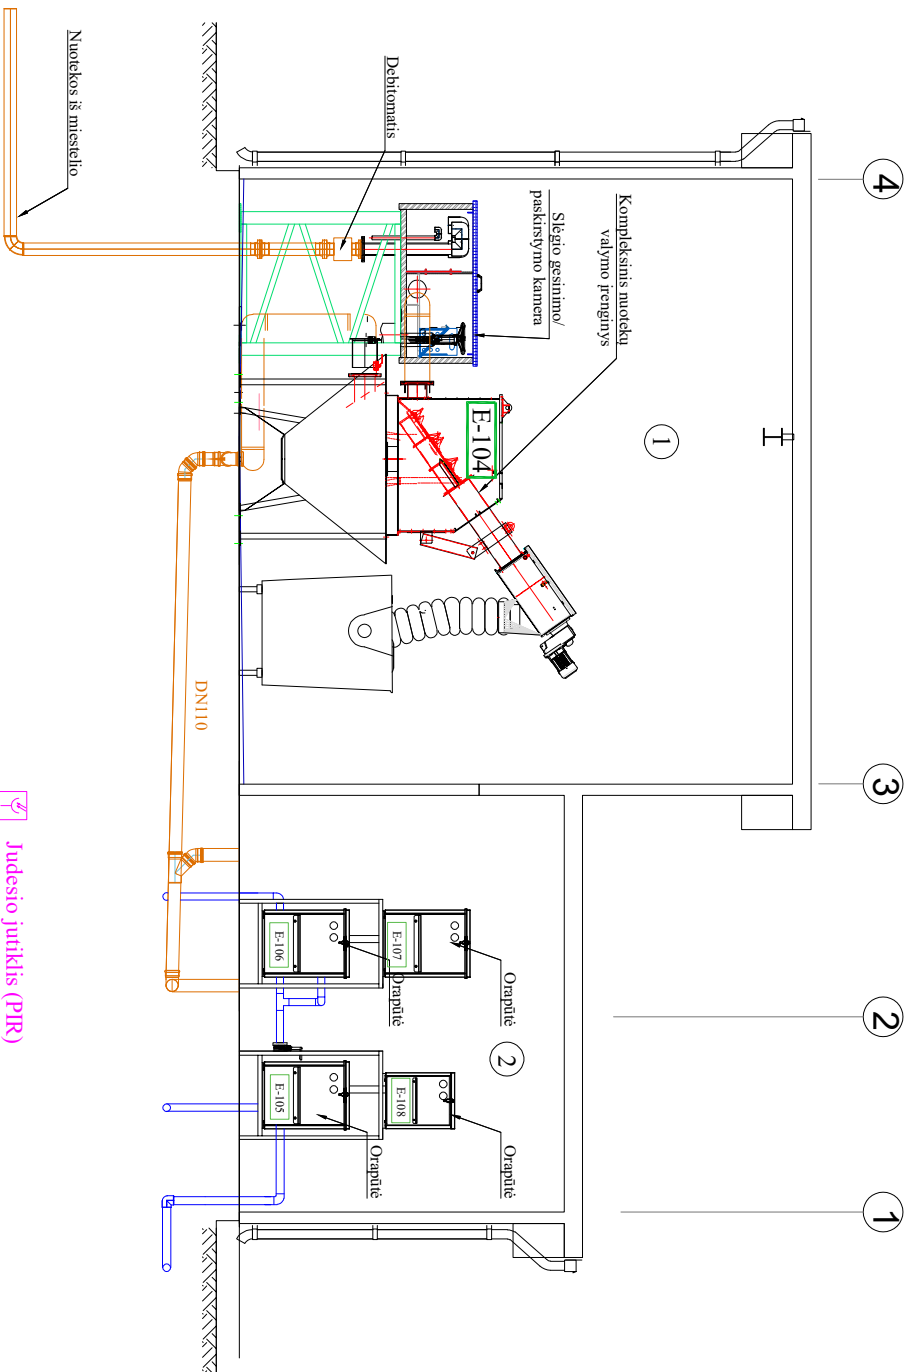 4
3
2
1
Kompleksinis nuotekų
valymo įrenginys
Slėgio gesinimo/
paskirstymo kamera
Debitomatis
Nuotekos iš miestelio
1
E-104
DN110
2
Orapūtė
Orapūtė
E-107
E-106
Orapūtė
Orapūtė
E-108
E-105
Judesio jutiklis (PIR)